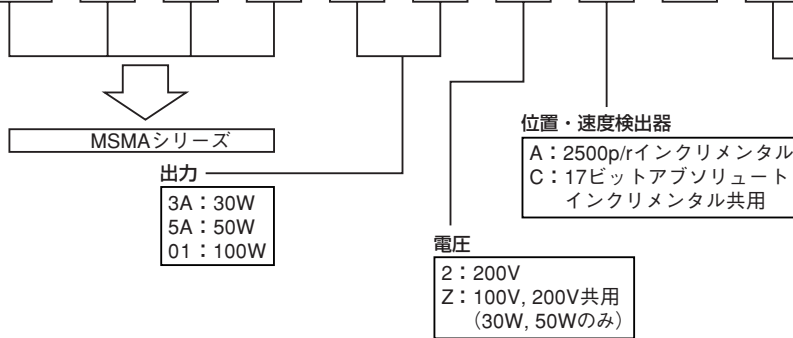 MSMAシリーズ
出力
3A:30W
5A:50W
01:100W
位置・速度検出器
A:2500p/rインクリメンタル
C:17ビットアブソリュート
インクリメンタル共用
電圧
2:200V
Z:100V, 200V共用
(30W, 50Wのみ)